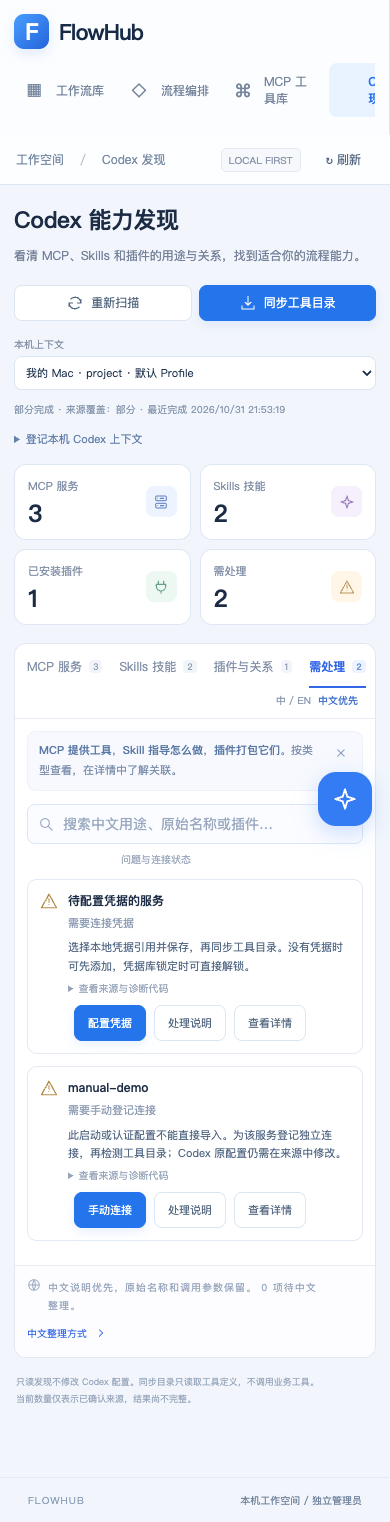 F FlowHub
工作流库 流程编排 MCP 工
具库
工作空间 / Codex 发现 LOCAL FIRST ↻ 刷新
Codex 能力发现
看清 MCP、Skills 和插件的用途与关系，找到适合你的流程能力。
重新扫描 同步工具目录
本机上下文
我的 Mac · project · 默认 Profile
部分完成 · 来源覆盖：部分 · 最近完成 2026/10/31 21:53:19
▶ 登记本机 Codex 上下文
MCP 服务 Skills 技能
3 2
已安装插件 需处理
1 2
MCP 服务 3 Skills 技能 2 插件与关系 1 需处理 2
中 / EN 中文优先
MCP 提供工具，Skill 指导怎么做，插件打包它们。按类
型查看，在详情中了解关联。
搜索中文用途、原始名称或插件...
问题与连接状态
待配置凭据的服务
需要连接凭据
选择本地凭据引用并保存，再同步工具目录。没有凭据时
可先添加，凭据库锁定时可直接解锁。
▶ 查看来源与诊断代码
配置凭据 处理说明 查看详情
manual-demo
需要手动登记连接
此启动或认证配置不能直接导入。为该服务登记独立连
接，再检测工具目录；Codex 原配置仍需在来源中修改。
▶ 查看来源与诊断代码
手动连接 处理说明 查看详情
中文说明优先，原始名称和调用参数保留。 0 项待中文
整理。
中文整理方式
只读发现不修改 Codex 配置。同步目录只读取工具定义，不调用业务工具。
当前数量仅表示已确认来源，结果尚不完整。
FLOWHUB 本机工作空间 / 独立管理员